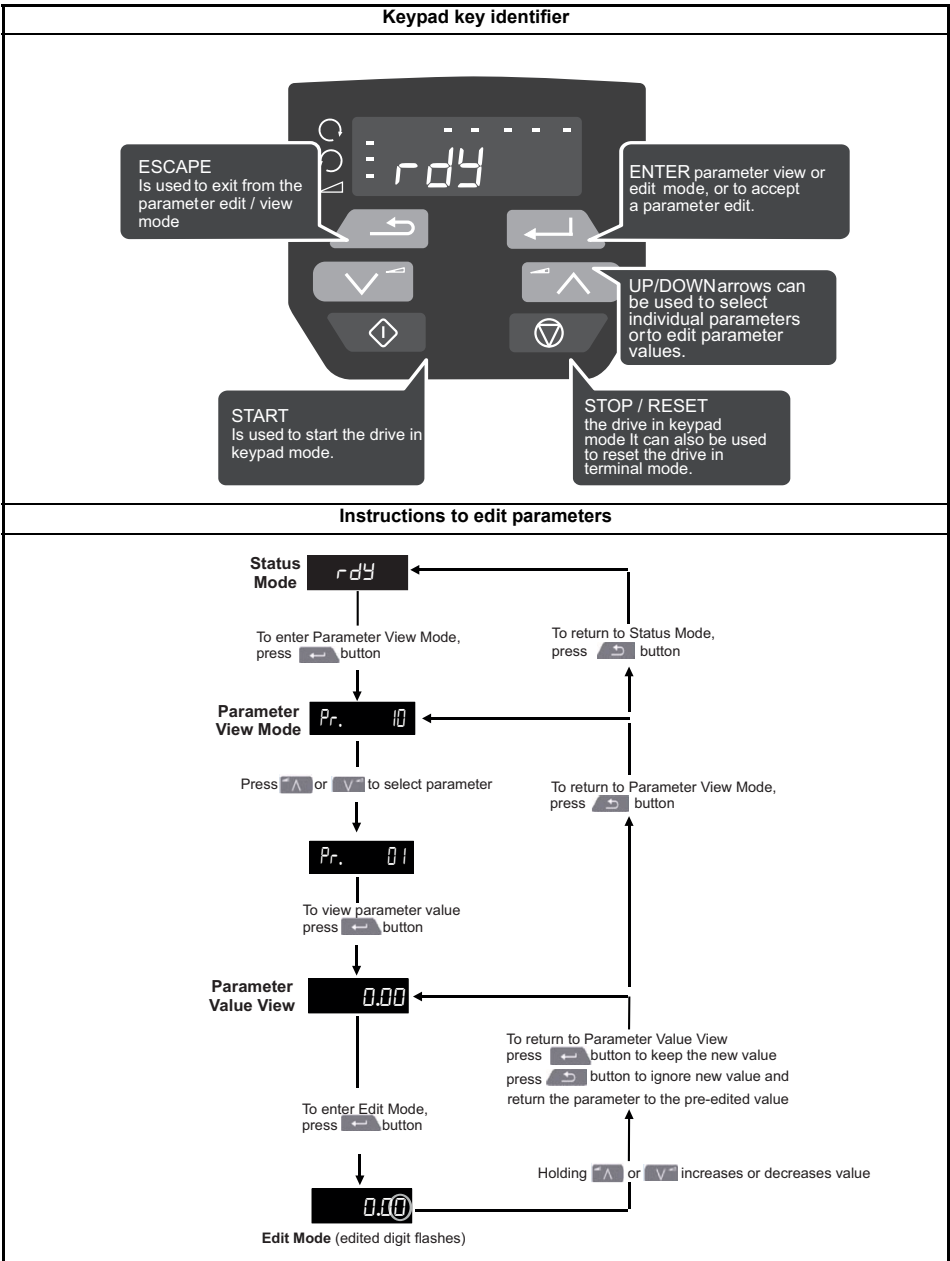 Keypad key identifier
rdy
ESCAPE
Is used to exit from the
parameter edit / view
mode
ENTER parameter view or
edit mode, or to accept
a parameter edit.
UP/DOWN arrows can
be used to select
individual parameters
orto edit parameter
values.
START
Is used to start the drive in
keypad mode.
STOP / RESET
the drive in keypad
mode It can also be used
to reset the drive in
terminal mode.
Instructions to edit parameters
Status
Mode
rdy
To enter Parameter View Mode,
press button
To return to Status Mode,
press button
Parameter
View Mode
Pr. 10
Press or to select parameter
To return to Parameter View Mode,
press button
Pr. 01
To view parameter value
press button
Parameter
Value View
0.00
To return to Parameter Value View
press button to keep the new value
press button to ignore new value and
return the parameter to the pre-edited value
To enter Edit Mode,
press button
Holding or increases or decreases value
0.00
Edit Mode (edited digit flashes)